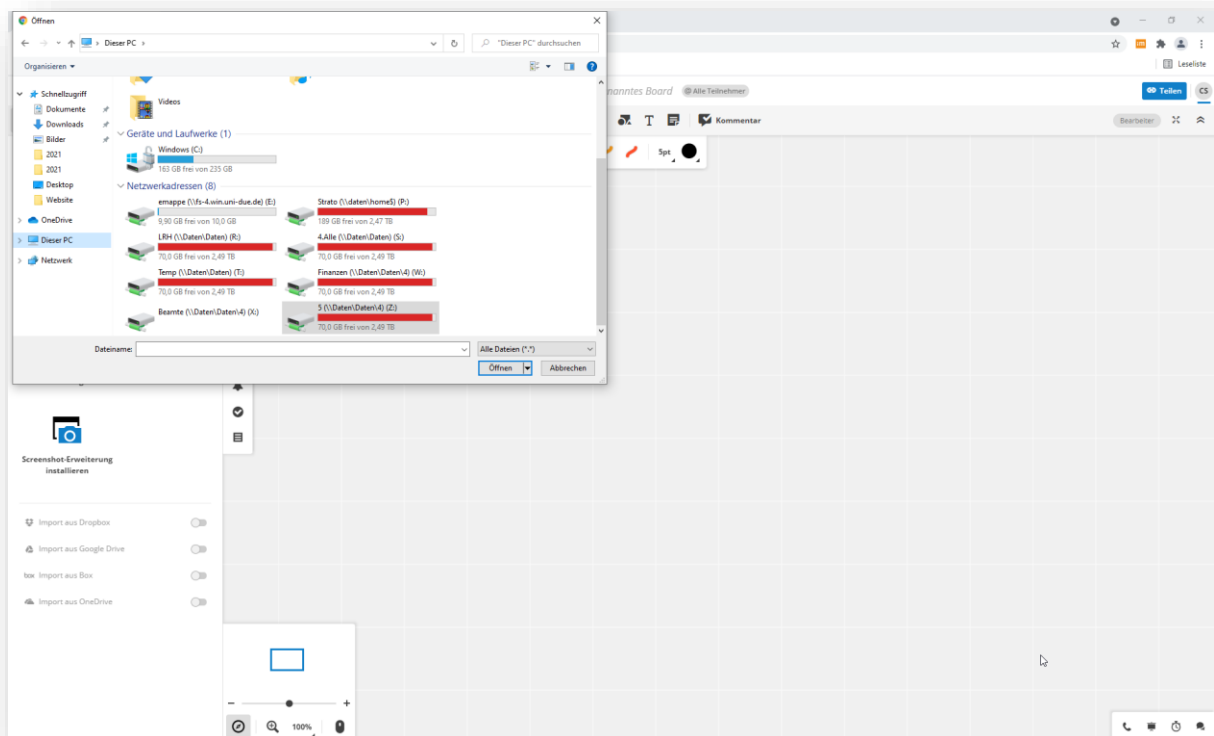 Öffnen
Dieser PC
"Dieser PC" durchsuchen
Organisieren
Schnellzugriff
Dokumente
Downloads
Bilder
2021
2021
Desktop
Website
OneDrive
Dieser PC
Netzwerk
Videos
Geräte und Laufwerke (1)
Windows (C:)
163 GB frei von 235 GB
Netzwerkadressen (8)
emappe (\\fs-4.win.uni-due.de) (E:)
9,90 GB frei von 10,0 GB
Strato (\\daten\home$) (P:)
189 GB frei von 2,47 TB
LRH (\\Daten\Daten) (R:)
70,0 GB frei von 2,49 TB
4.Alle (\\Daten\Daten) (S:)
70,0 GB frei von 2,49 TB
Temp (\\Daten\Daten) (T:)
70,0 GB frei von 2,49 TB
Finanzen (\\Daten\Daten\4) (W:)
70,0 GB frei von 2,49 TB
Beamte (\\Daten\Daten\4) (X:)
5 (\\Daten\Daten\4) (Z:)
70,0 GB frei von 2,49 TB
Dateiname:
Alle Dateien (*.*)
Öffnen
Abbrechen
Leseliste
nanntes Board
@ Alle Teilnehmer
Teilen
CS
T
Kommentar
Bearbeiter
5pt
Screenshot-Erweiterung
installieren
Import aus Dropbox
Import aus Google Drive
box Import aus Box
Import aus OneDrive
100%